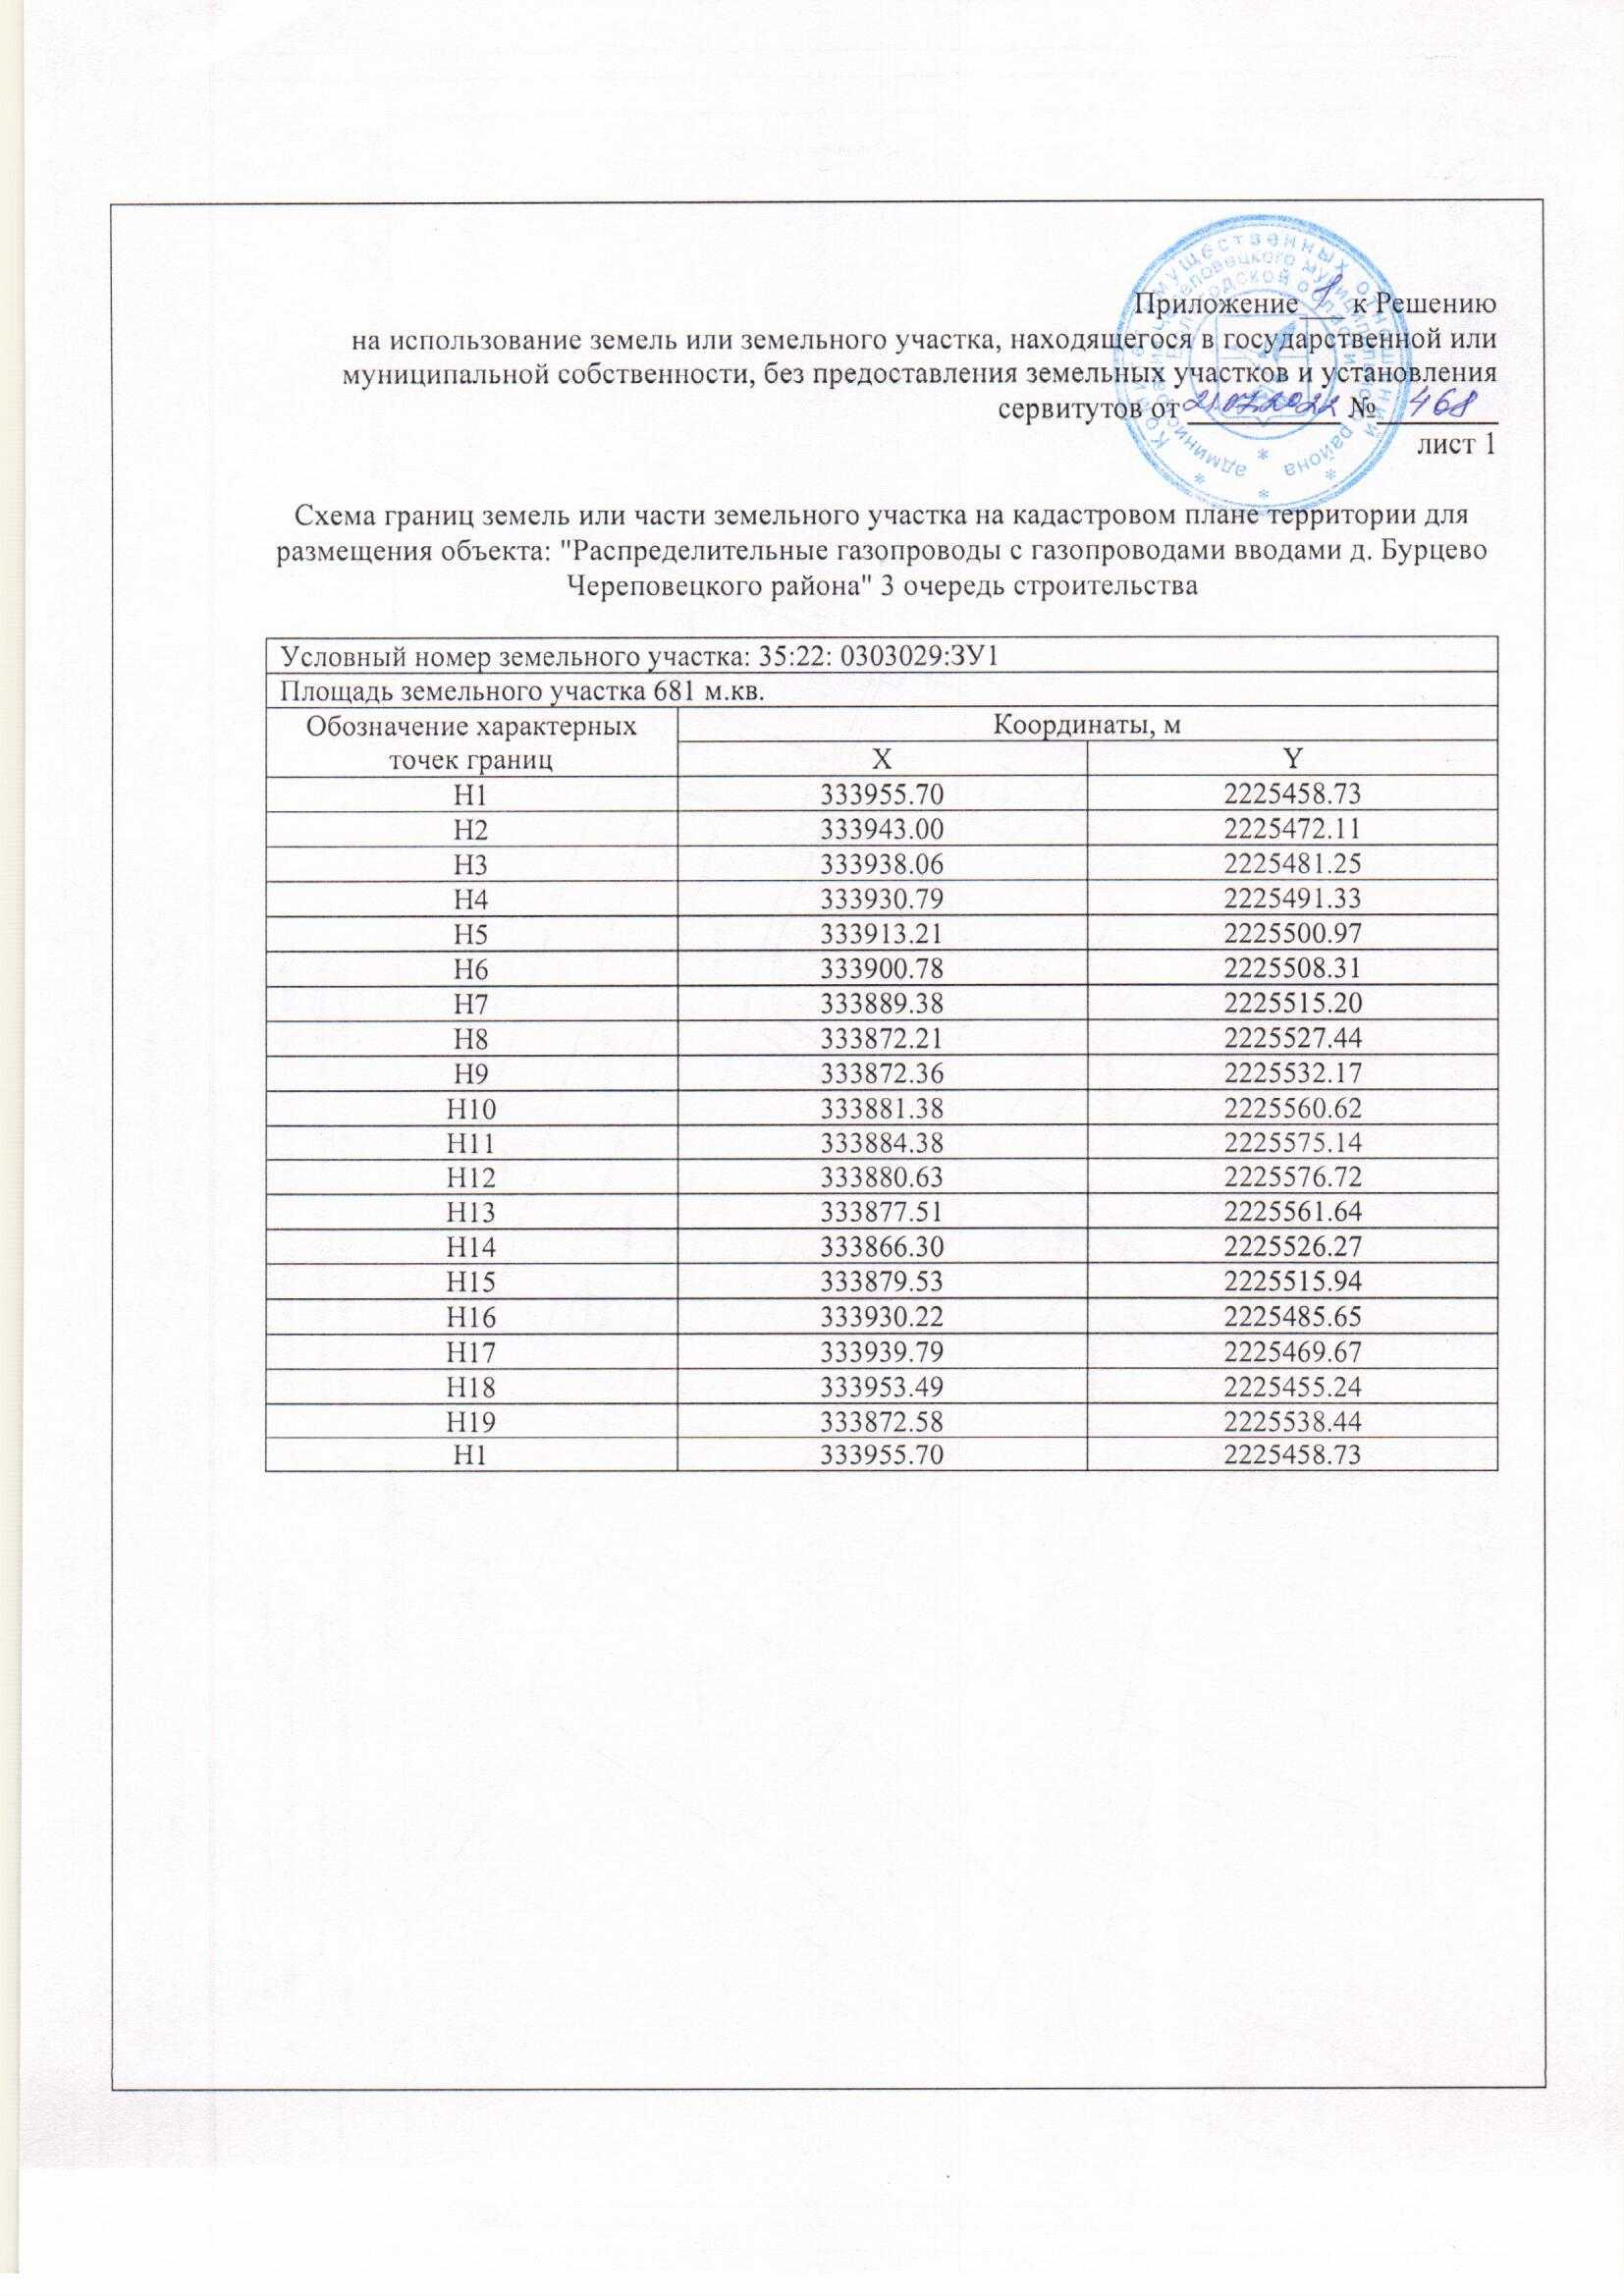 Приложение 8 к Решению
на использование земель или земельного участка, находящегося в государственной или
муниципальной собственности, без предоставления земельных участков и установления
сервитутов от 21.07.2022 № 468
лист 1
Схема границ земель или части земельного участка на кадастровом плане территории для
размещения объекта: "Распределительные газопроводы с газопроводами вводами д. Бурцево
Череповецкого района" 3 очередь строительства
Условный номер земельного участка: 35:22: 0303029:ЗУ1
Площадь земельного участка 681 м.кв.
Обозначение характерных точек границ
Координаты, м
X Y
Н1 333955.70 2225458.73
Н2 333943.00 2225472.11
Н3 333938.06 2225481.25
Н4 333930.79 2225491.33
Н5 333913.21 2225500.97
Н6 333900.78 2225508.31
Н7 333889.38 2225515.20
Н8 333872.21 2225527.44
Н9 333872.36 2225532.17
Н10 333881.38 2225560.62
Н11 333884.38 2225575.14
Н12 333880.63 2225576.72
Н13 333877.51 2225561.64
Н14 333866.30 2225526.27
Н15 333879.53 2225515.94
Н16 333930.22 2225485.65
Н17 333939.79 2225469.67
Н18 333953.49 2225455.24
Н19 333872.58 2225538.44
Н1 333955.70 2225458.73